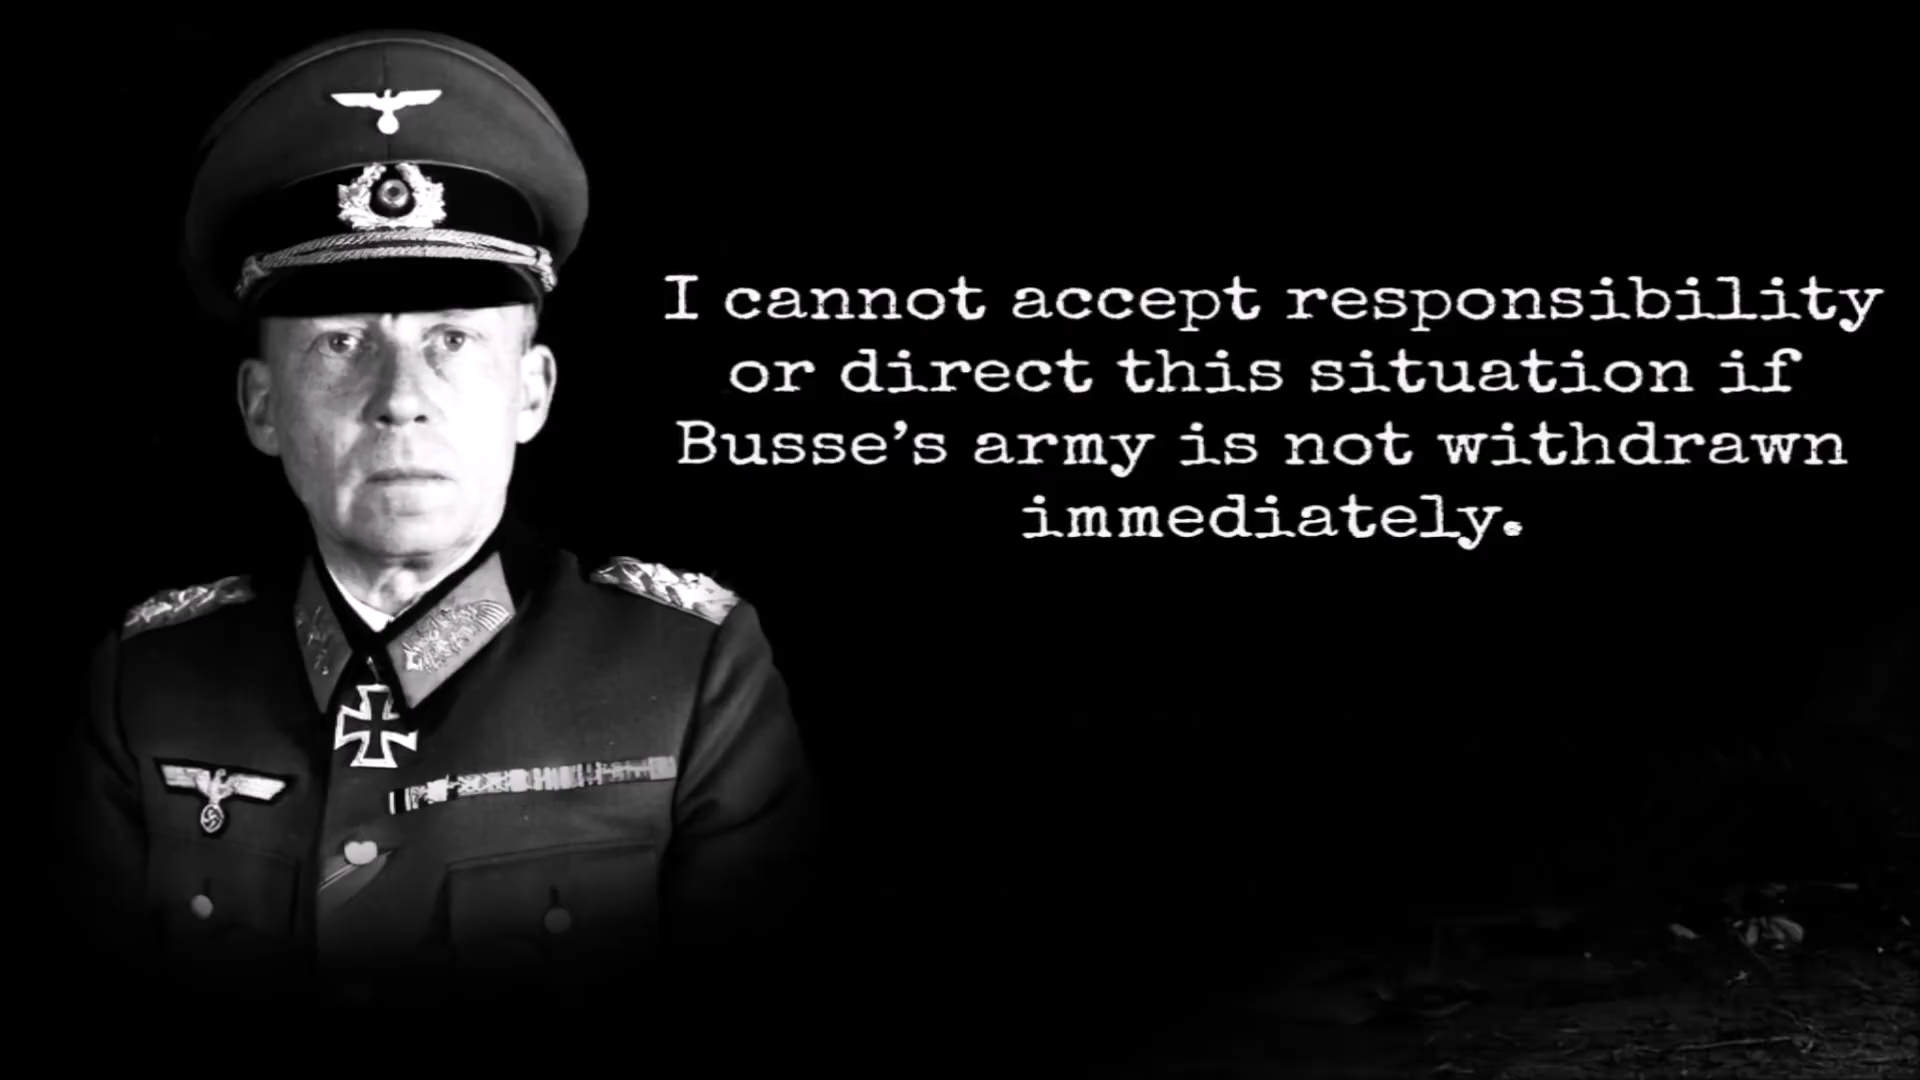 I cannot accept responsibility
or direct this situation if
Busse’s army is not withdrawn
immediately.